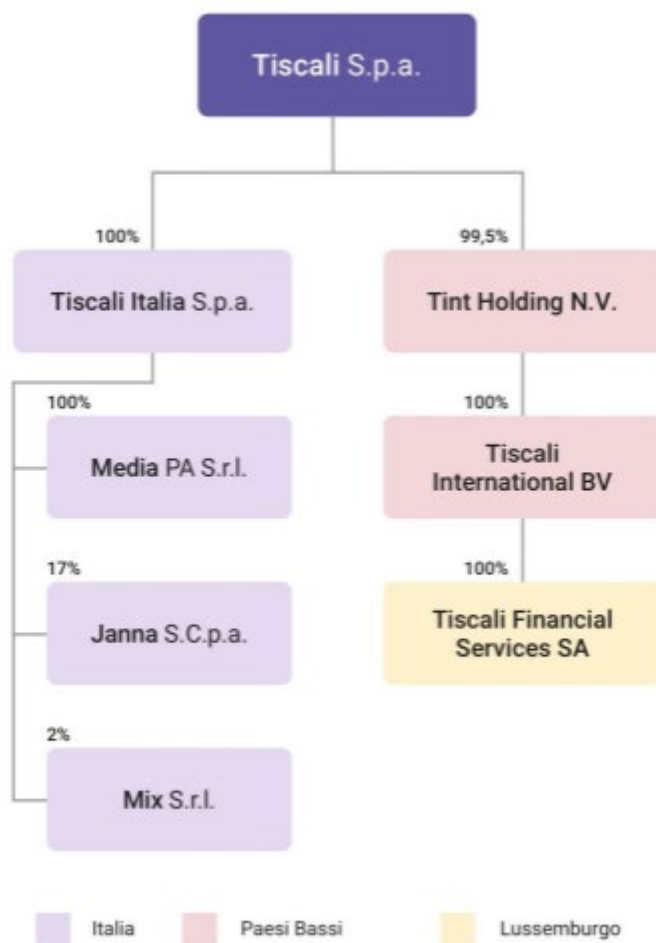 Tiscali S.p.a.
100%
99,5%
Tiscali Italia S.p.a.
Tint Holding N.V.
100%
100%
Media PA S.r.l.
Tiscali
International BV
17%
100%
Janna S.C.p.a.
Tiscali Financial
Services SA
2%
Mix S.r.l.
Italia
Paesi Bassi
Lussemburgo